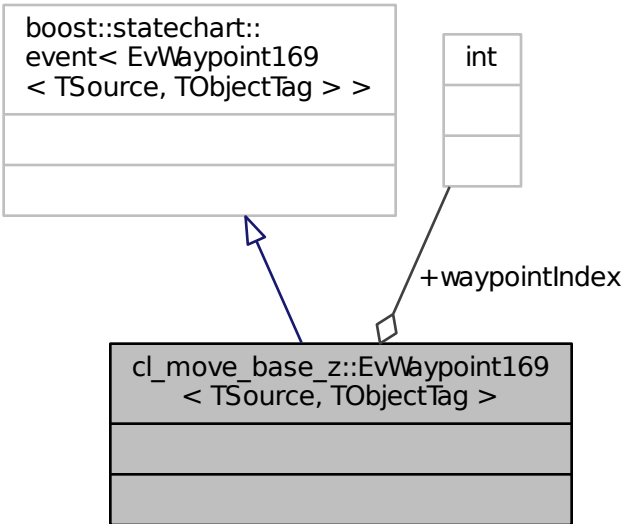 boost::statechart::
event< EvWaypoint169
< TSource, TObjectTag > >
int
+waypointIndex
cl_move_base_z::EvWaypoint169
< TSource, TObjectTag >